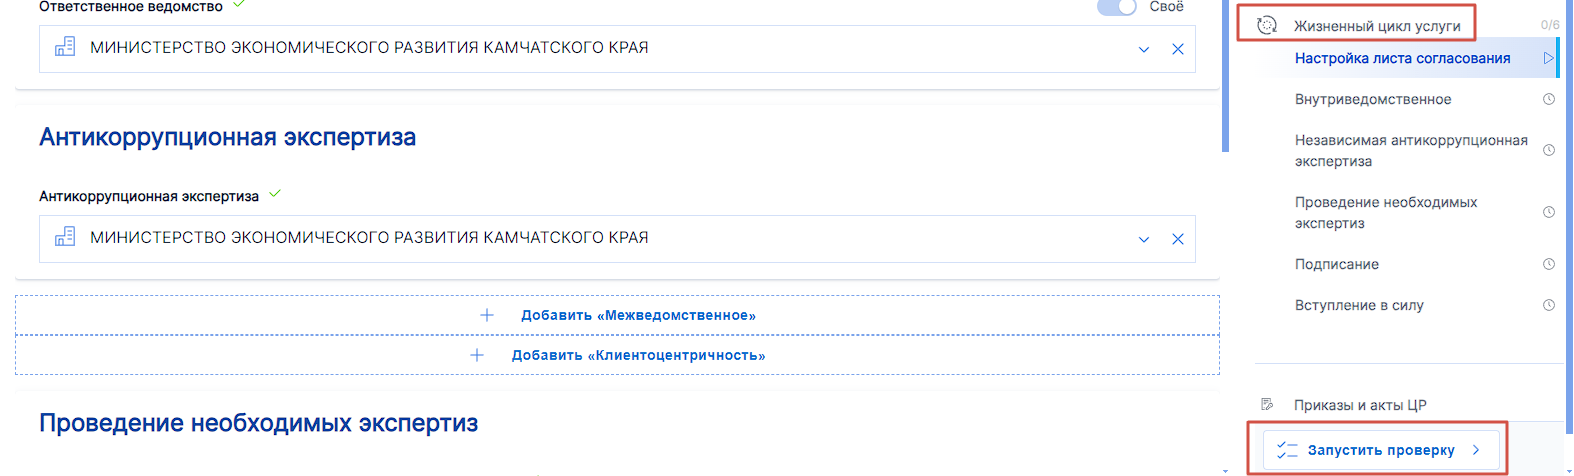 Ответственное ведомство
Своё
МИНИСТЕРСТВО ЭКОНОМИЧЕСКОГО РАЗВИТИЯ КАМЧАТСКОГО КРАЯ
Антикоррупционная экспертиза
Антикоррупционная экспертиза
МИНИСТЕРСТВО ЭКОНОМИЧЕСКОГО РАЗВИТИЯ КАМЧАТСКОГО КРАЯ
Добавить «Межведомственное»
Добавить «Клиентоцентричность»
Проведение необходимых экспертиз
Жизненный цикл услуги
0/6
Настройка листа согласования
Внутриведомственное
Независимая антикоррупционная
экспертиза
Проведение необходимых
экспертиз
Подписание
Вступление в силу
Приказы и акты ЦР
Запустить проверку